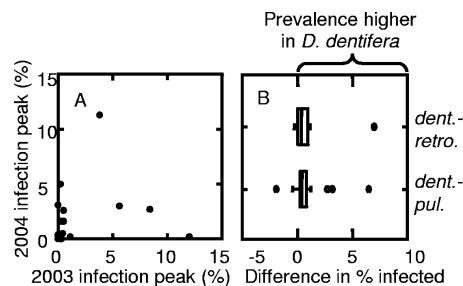 Prevalence higher
in D. dentifera
2004 infection peak (%)
15
10
5
0
A
0
5
10
15
2003 infection peak (%)
B
dent.-
retro.
dent.-
pul.
-5
0
5
10
Difference in % infected